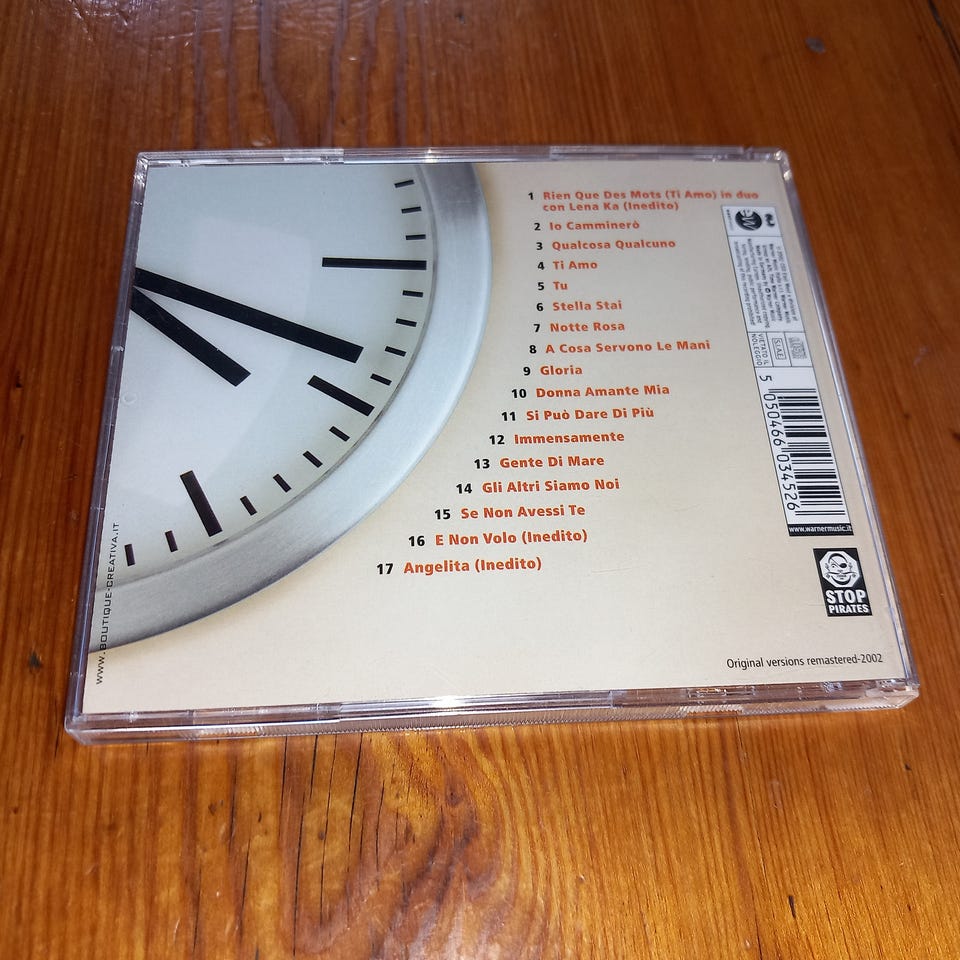 1 Rien Que Des Mots (Ti Amo) in duo
con Lena Ka (Inedito)
2 Io Camminerò
3 Qualcosa Qualcuno
4 Ti Amo
5 Tu
6 Stella Stai
7 Notte Rosa
8 A Cosa Servono Le Mani
9 Gloria
10 Donna Amante Mia
11 Si Può Dare Di Più
12 Immensamente
13 Gente Di Mare
14 Gli Altri Siamo Noi
15 Se Non Avessi Te
16 E Non Volo (Inedito)
17 Angelita (Inedito)
S.I.A.E.
VIETATO IL
NOLEGGIO
5 050466 034526
www.warnermusic.it
STOP
PIRATES
Original versions remastered-2002
WWW.BOUTIQUE-CREATIVA.IT